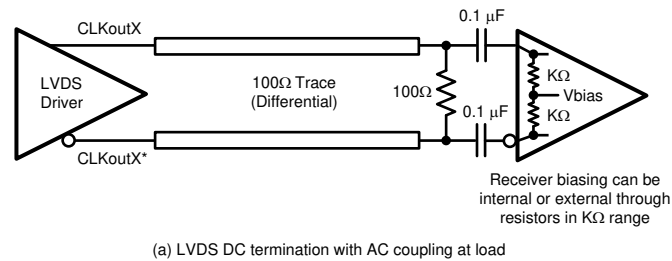 CLKoutX
0.1 μF
LVDS
Driver
100Ω Trace
(Differential)
100Ω
0.1 μF
KΩ
Vbias
KΩ
CLKoutX*
Receiver biasing can be
internal or external through
resistors in KΩ range
(a) LVDS DC termination with AC coupling at load